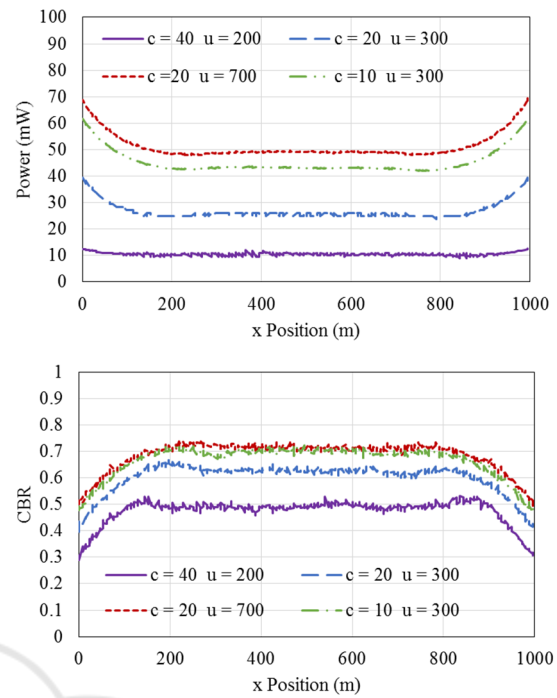 100
90
80
70
60
50
40
30
20
10
0
Power (mW)
c = 40 u = 200
c = 20 u = 300
c =20 u = 700
c =10 u = 300
0 200 400 600 800 1000
x Position (m)
1
0.9
0.8
0.7
0.6
0.5
0.4
0.3
0.2
0.1
0
CBR
c = 40 u = 200
c = 20 u = 300
c = 20 u = 700
c = 10 u = 300
0 200 400 600 800 1000
x Position (m)